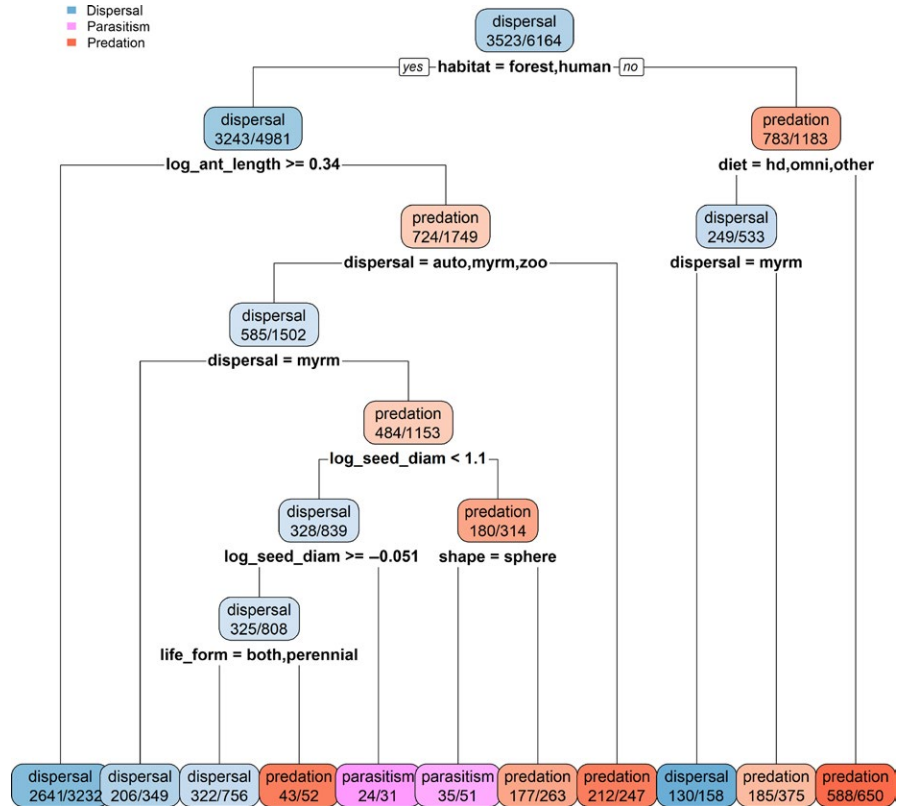 Dispersal
Parasitism
Predation
dispersal
3523/6164
yes habitat = forest,human no
dispersal
3243/4981
predation
783/1183
log_ant_length >= 0.34
diet = hd,omni,other
predation
724/1749
dispersal
249/533
dispersal = auto,myrm,zoo
dispersal = myrm
dispersal
585/1502
dispersal = myrm
predation
484/1153
log_seed_diam < 1.1
dispersal
328/839
predation
180/314
log_seed_diam >= –0.051
shape = sphere
dispersal
325/808
life_form = both,perennial
dispersal
2641/3232
dispersal
206/349
dispersal
322/756
predation
43/52
parasitism
24/31
parasitism
35/51
predation
177/263
predation
212/247
dispersal
130/158
predation
185/375
predation
588/650